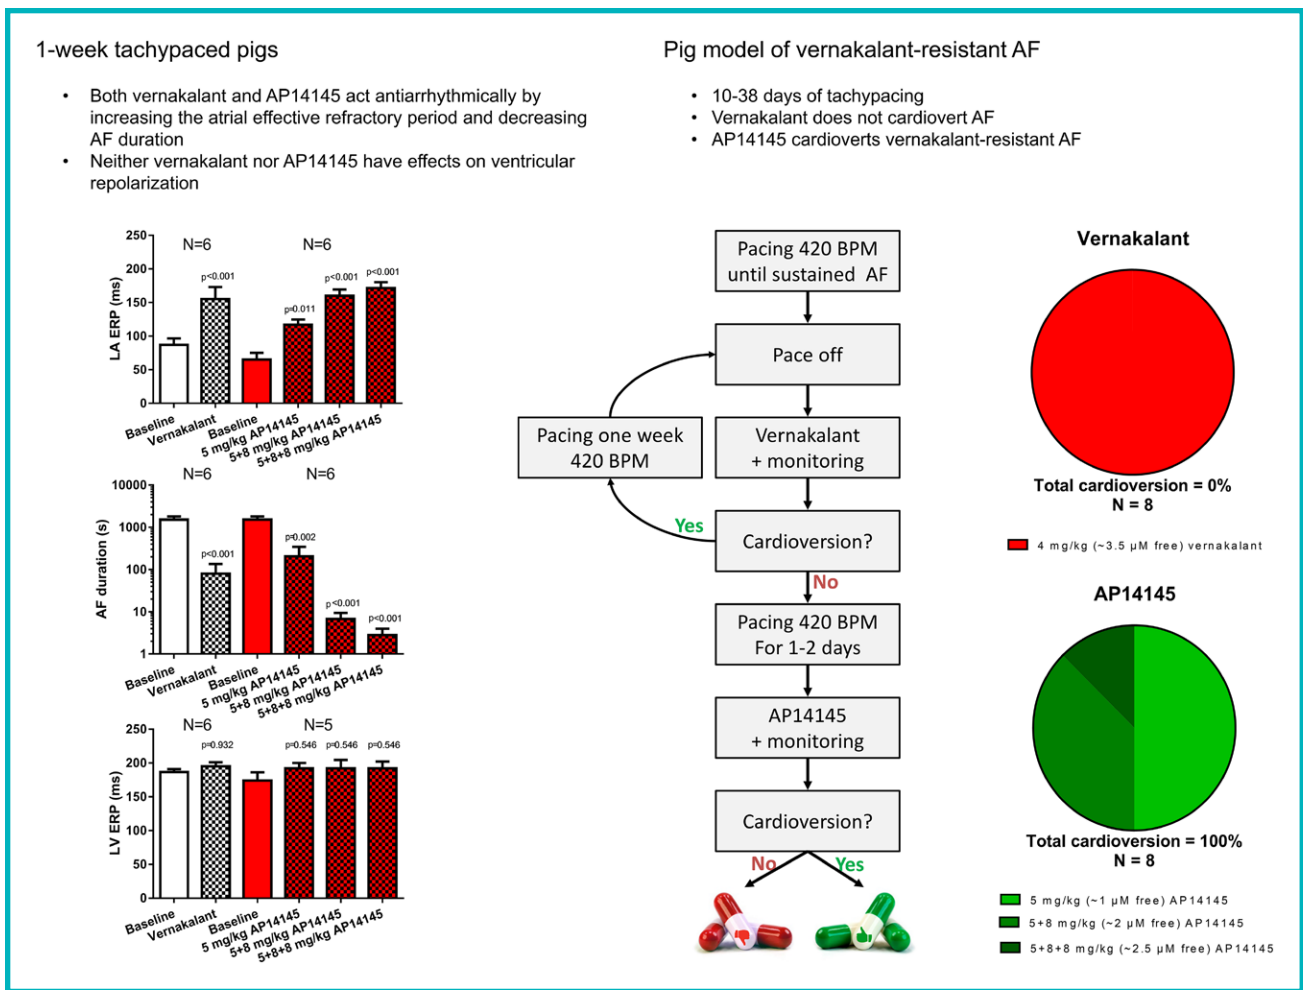 1-week tachypaced pigs
• Both vernakalant and AP14145 act antiarrhythmically by
increasing the atrial effective refractory period and decreasing
AF duration
• Neither vernakalant nor AP14145 have effects on ventricular
repolarization
N=6
N=6
LA ERP (ms)
250
200
150
100
50
0
p<0.001
p=0.011
p<0.001
p<0.001
Baseline
Vernakalant
Baseline
5 mg/kg AP14145
5+8 mg/kg AP14145
5+8+8 mg/kg AP14145
N=6
N=6
AF duration (s)
10000
1000
100
10
1
p<0.001
p=0.002
p<0.001
p<0.001
Baseline
Vernakalant
Baseline
5 mg/kg AP14145
5+8 mg/kg AP14145
5+8+8 mg/kg AP14145
N=6
N=5
LV ERP (ms)
250
200
150
100
50
0
p=0.932
p=0.546
p=0.546
p=0.546
Baseline
Vernakalant
Baseline
5 mg/kg AP14145
5+8 mg/kg AP14145
5+8+8 mg/kg AP14145
Pig model of vernakalant-resistant AF
• 10-38 days of tachypacing
• Vernakalant does not cardiovert AF
• AP14145 cardioverts vernakalant-resistant AF
Pacing 420 BPM
until sustained AF
Pace off
Pacing one week
420 BPM
Vernakalant
+ monitoring
Yes
Cardioversion?
No
Pacing 420 BPM
For 1-2 days
AP14145
+ monitoring
Cardioversion?
No
Yes
Vernakalant
Total cardioversion = 0%
N = 8
4 mg/kg (~3.5 µM free) vernakalant
AP14145
Total cardioversion = 100%
N = 8
5 mg/kg (~1 µM free) AP14145
5+8 mg/kg (~2 µM free) AP14145
5+8+8 mg/kg (~2.5 µM free) AP14145